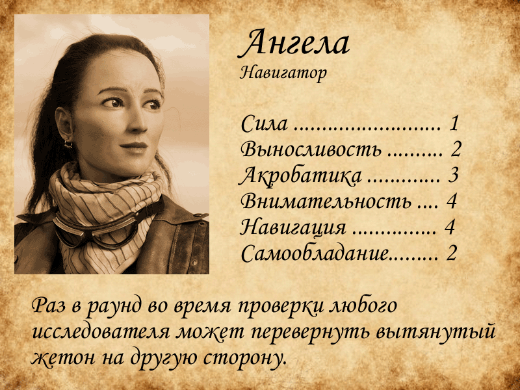 Ангела
Навигатор
Сила .......................... 1
Выносливость .......... 2
Акробатика ............. 3
Внимательность .... 4
Навигация ............... 4
Самообладание......... 2
Раз в раунд во время проверки любого
исследователя может перевернуть вытянутый
жетон на другую сторону.